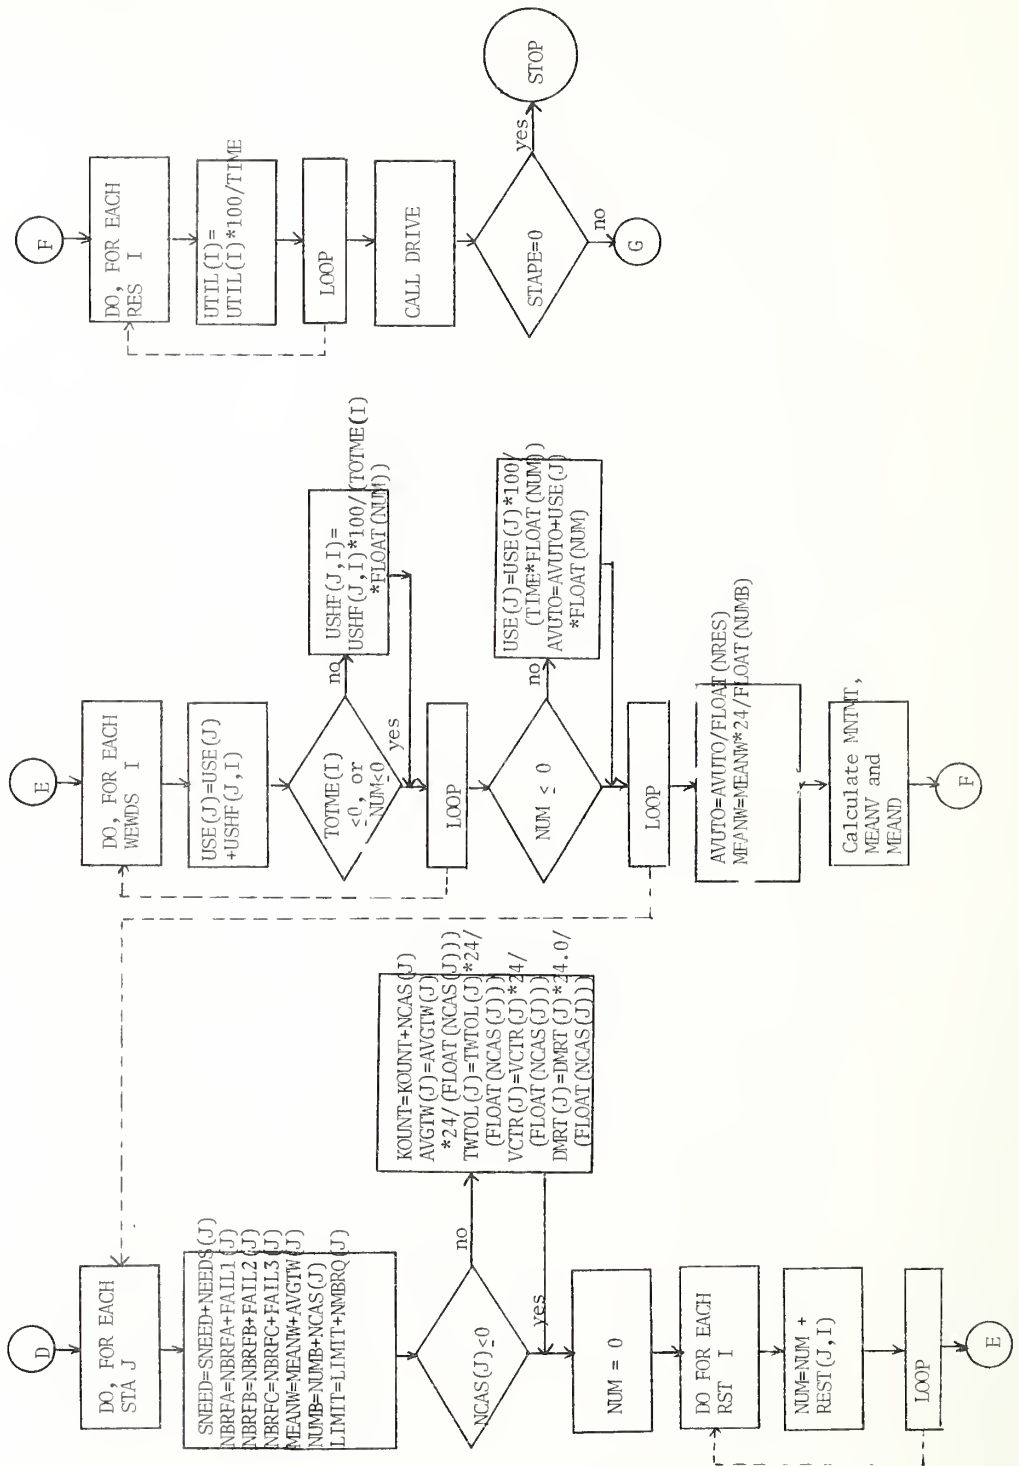 D
DO, FOR EACH
STA J
SNEED=SNEED+NEEDS(J)
NBRFA=NBRFA+FAIL1(J)
NBRFB=NBRFB+FAIL2(J)
NBRFC=NBRFC+FAIL3(J)
MEANW=MEANW+AVGTW(J)
NUMB=NUMB+NCAS(J)
LIMIT=LIMIT+NMBRQ(J)
NCAS(J)≤0
no
yes
KOUNT=KOUNT+NCAS(J)
AVGTW(J)=AVGTW(J)
*24/(FLOAT(NCAS(J)))
TWTOL(J)=TWTOL(J)*24/
(FLOAT(NCAS(J)))
VCTR(J)=VCTR(J)*24/
(FLOAT(NCAS(J)))
DMRT(J)=DMRT(J)*24.0/
(FLOAT(NCAS(J)))
NUM = 0
DO FOR EACH
RST I
NUM=NUM +
REST(J,I)
LOOP
E
E
DO, FOR EACH
WEWDS I
USE(J)=USE(J)
+USHF(J,I)
TOTME(I)
≤0, or
NUM≤0
no
yes
USHF(J,I)=
USHF(J,I)*100/(TOTME(I)
*FLOAT(NUM))
LOOP
NUM ≤ 0
no
USE(J)=USE(J)*100/
(TIME*FLOAT(NUM))
AVUTO=AVUTO+USE(J)
*FLOAT(NUM)
LOOP
AVUTO=AVUTO/FLOAT(NRES)
MEANW=MEANW*24/FLOAT(NUMB)
Calculate MNTMT,
MEANV and
MEAND
F
F
DO, FOR EACH
RES I
UTIL(I)=
UTIL(I)*100/TIME
LOOP
CALL DRIVE
STAPE=0
yes
STOP
no
G